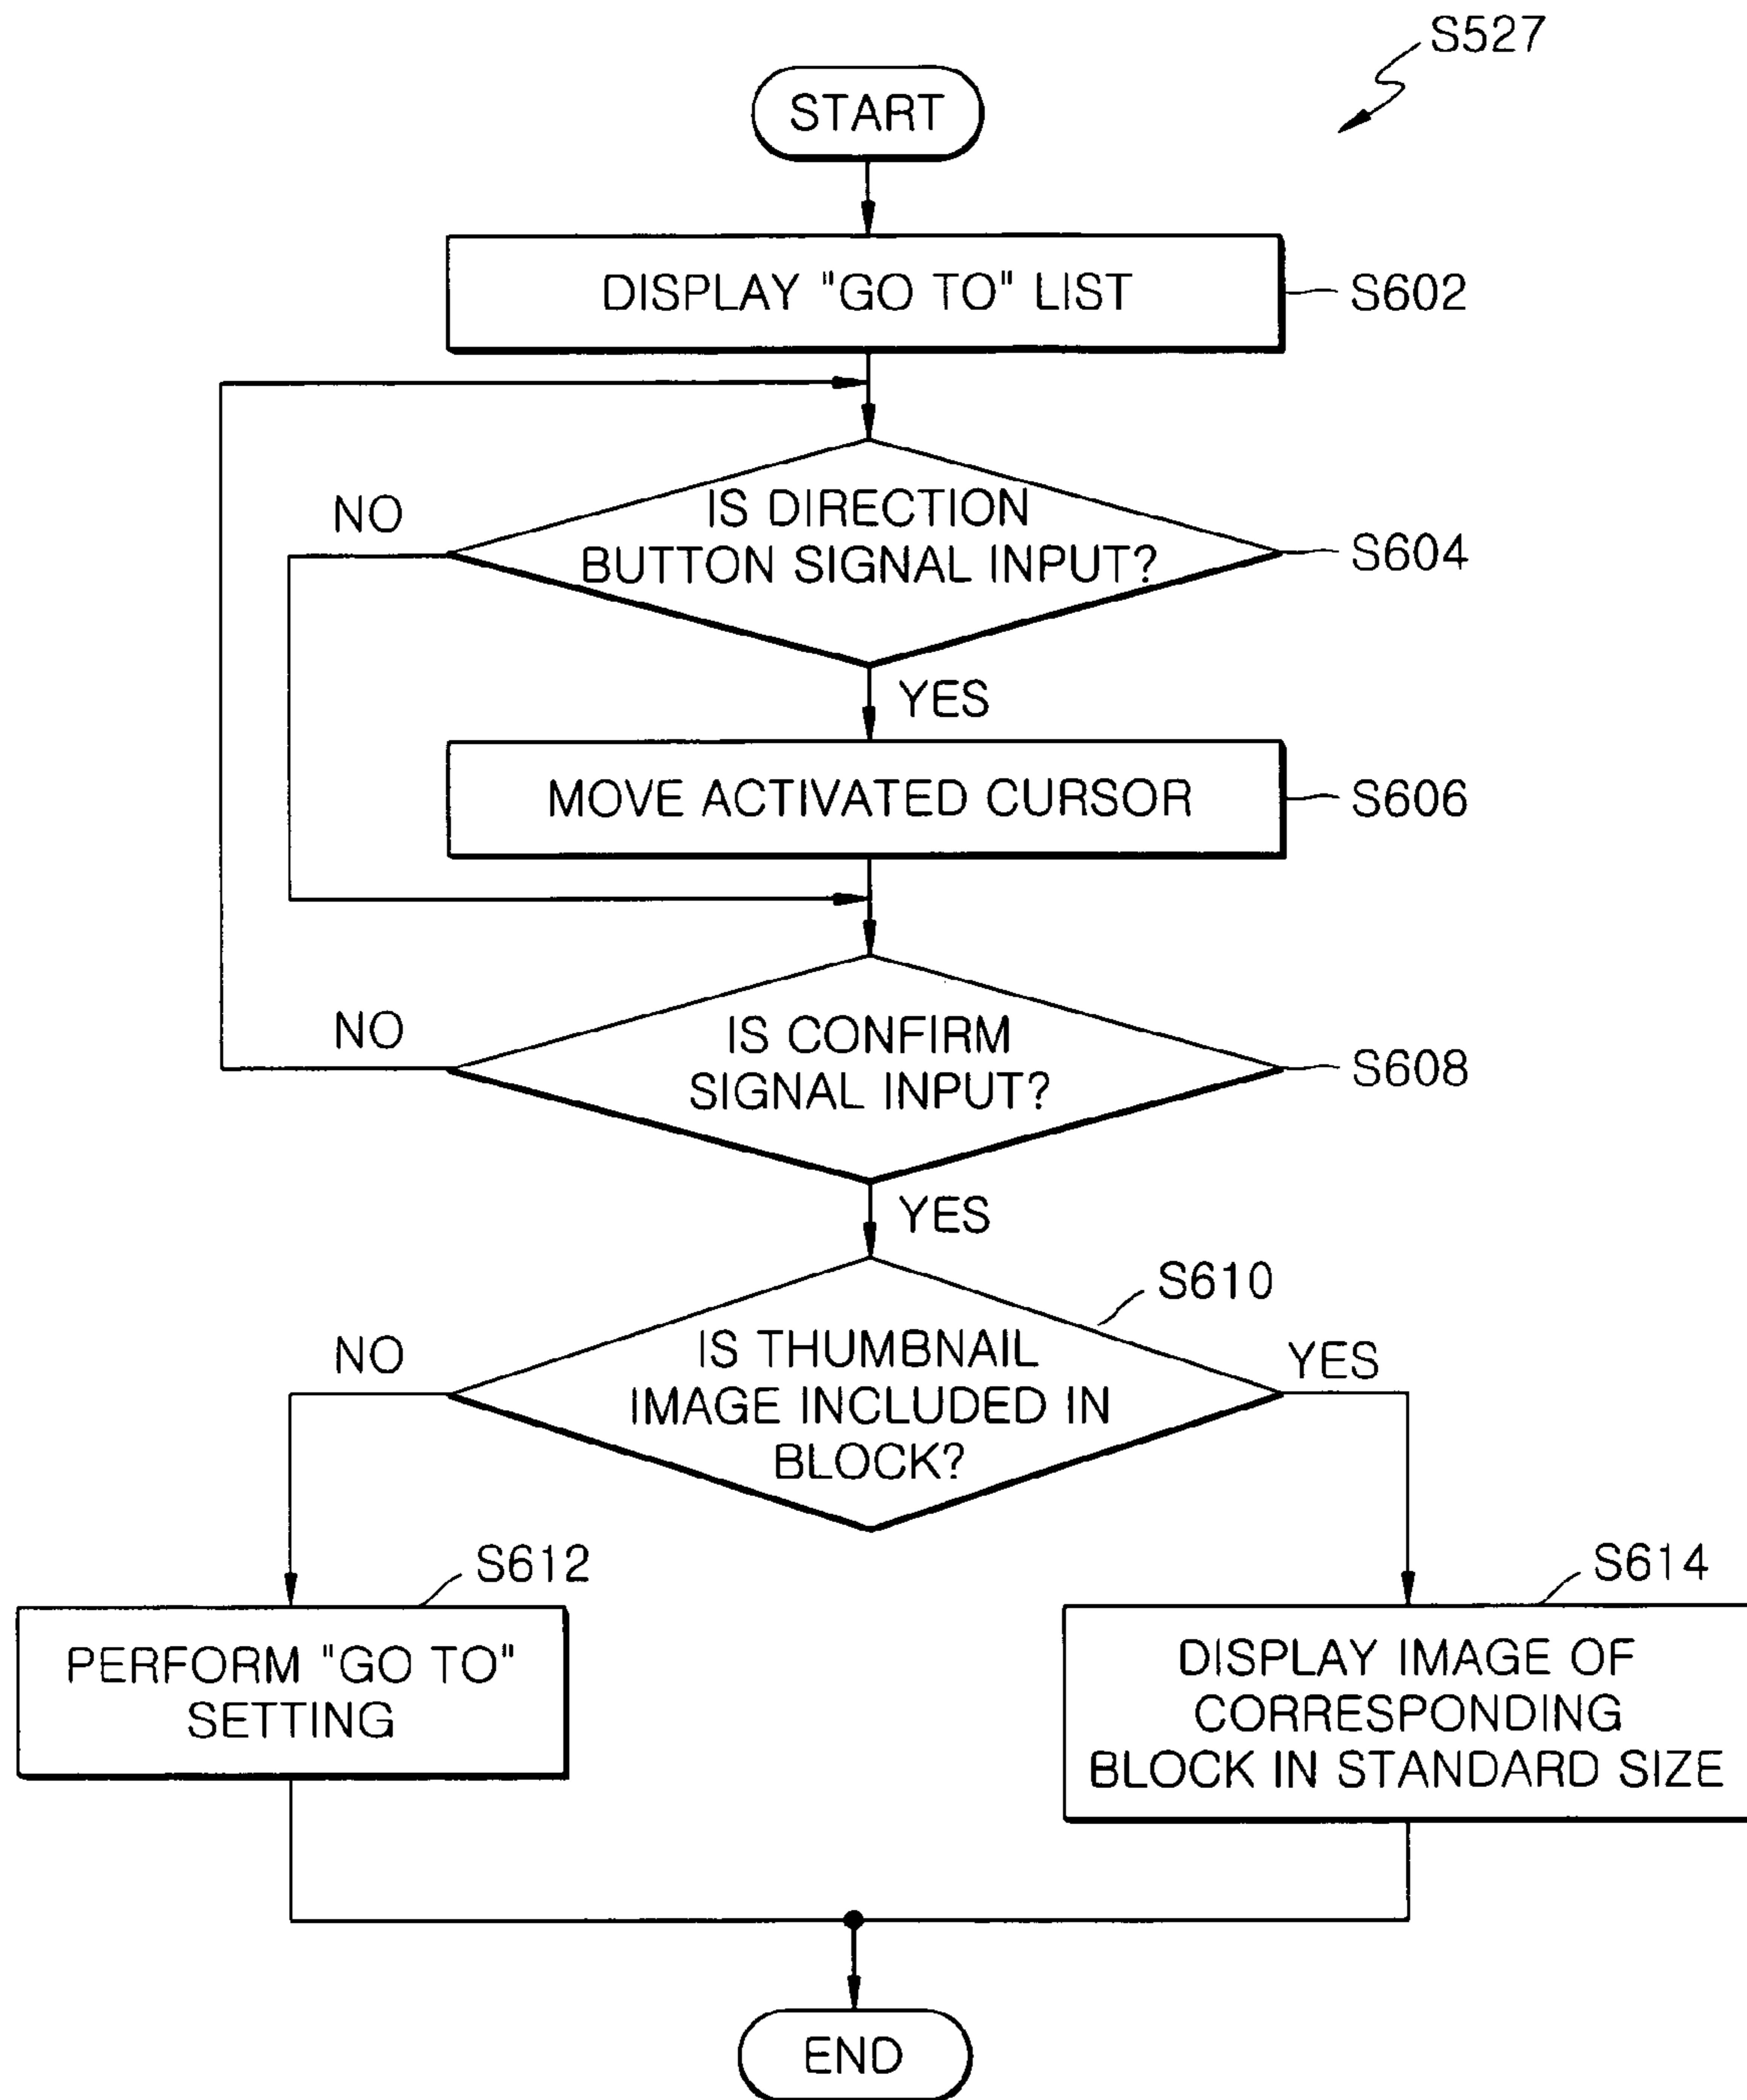 S527
START
DISPLAY "GO TO" LIST
S602
NO
IS DIRECTION
BUTTON SIGNAL INPUT?
S604
YES
MOVE ACTIVATED CURSOR
S606
NO
IS CONFIRM
SIGNAL INPUT?
S608
YES
S610
NO
IS THUMBNAIL
IMAGE INCLUDED IN
BLOCK?
YES
S612
PERFORM "GO TO"
SETTING
S614
DISPLAY IMAGE OF
CORRESPONDING
BLOCK IN STANDARD SIZE
END